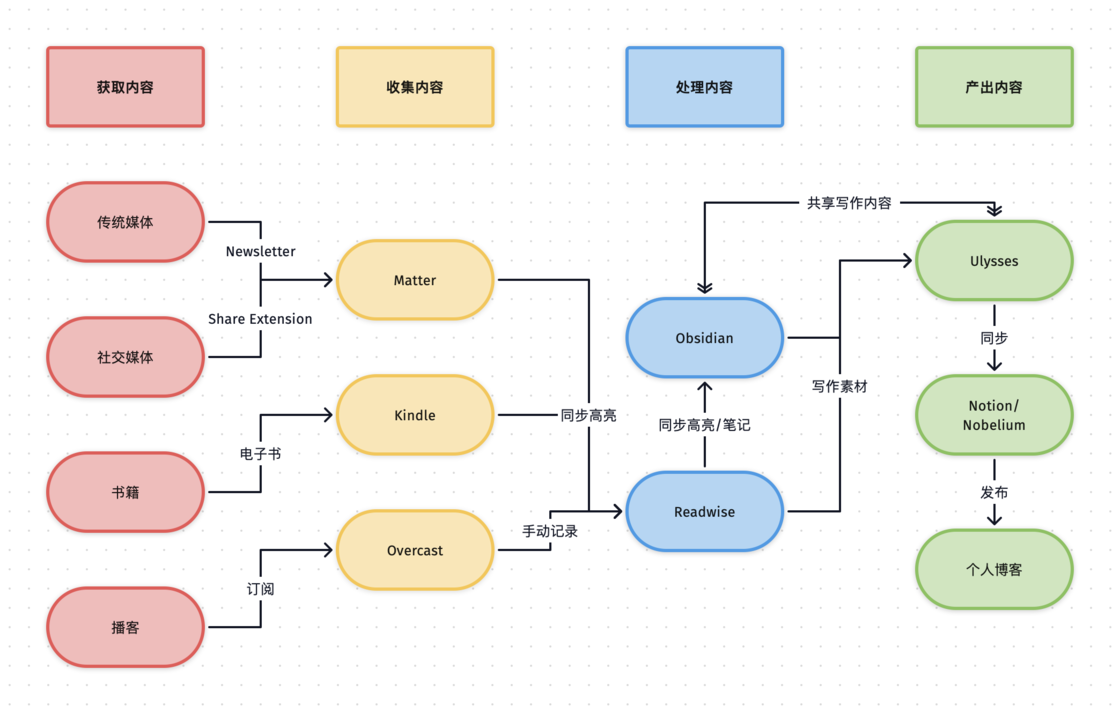 获取内容
收集内容
处理内容
产出内容
传统媒体
Newsletter
Share Extension
社交媒体
书籍
电子书
播客
订阅
Matter
Kindle
Overcast
同步高亮
手动记录
共享写作内容
Obsidian
同步高亮/笔记
Readwise
写作素材
Ulysses
同步
Notion/
Nobelium
发布
个人博客